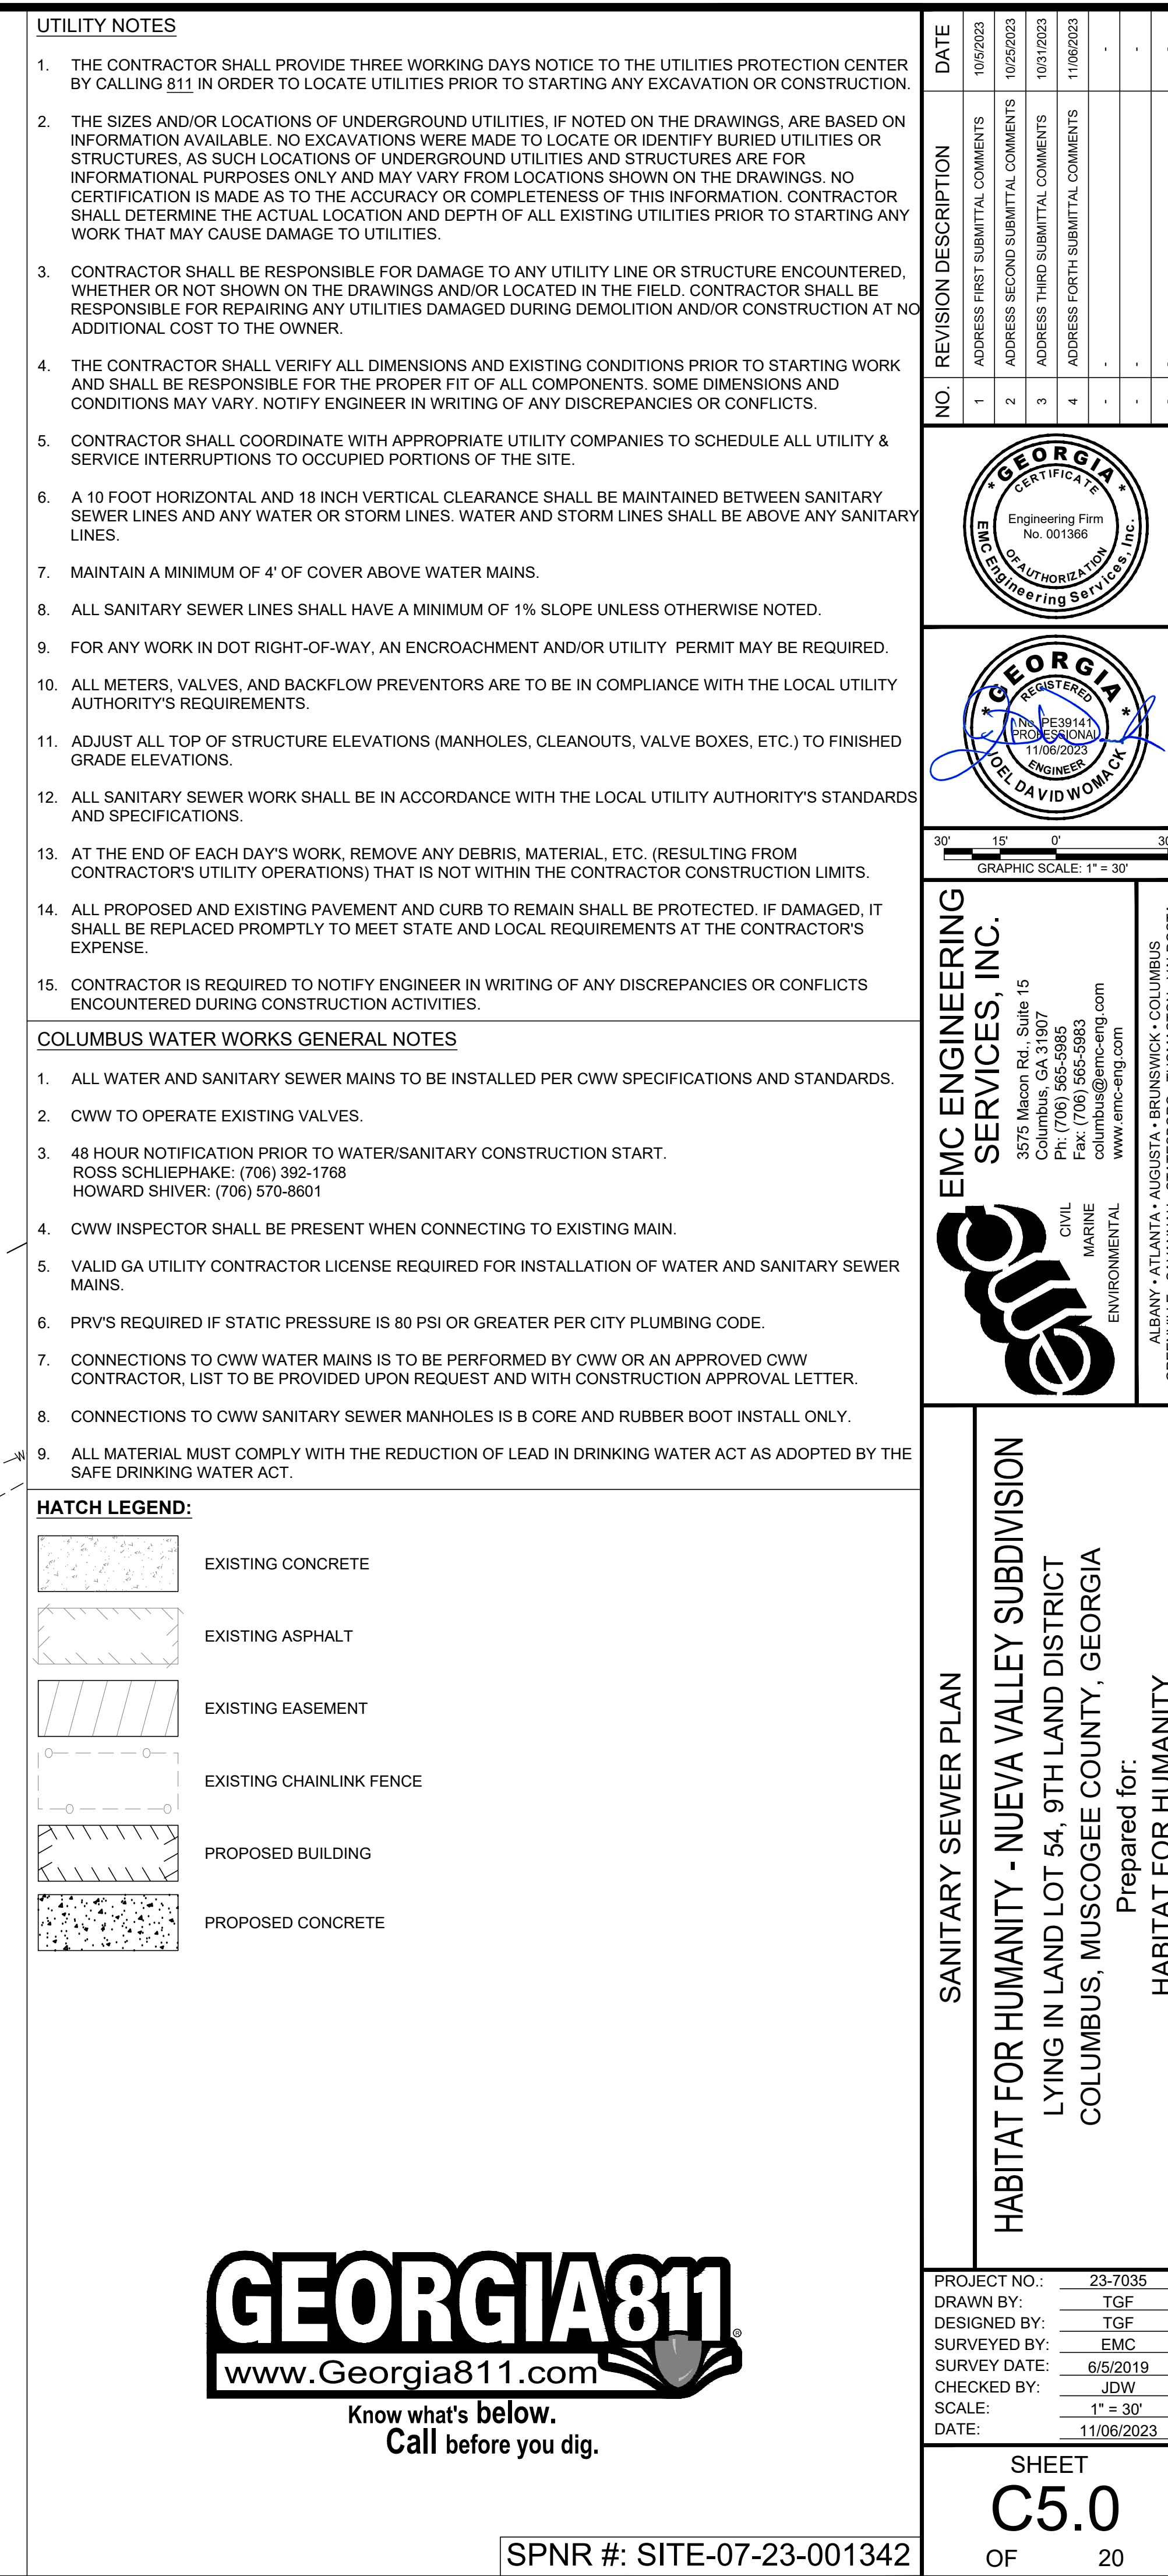 UTILITY NOTES
1. THE CONTRACTOR SHALL PROVIDE THREE WORKING DAYS NOTICE TO THE UTILITIES PROTECTION CENTER
BY CALLING 811 IN ORDER TO LOCATE UTILITIES PRIOR TO STARTING ANY EXCAVATION OR CONSTRUCTION.
2. THE SIZES AND/OR LOCATIONS OF UNDERGROUND UTILITIES, IF NOTED ON THE DRAWINGS, ARE BASED ON
INFORMATION AVAILABLE. NO EXCAVATIONS WERE MADE TO LOCATE OR IDENTIFY BURIED UTILITIES OR
STRUCTURES, AS SUCH LOCATIONS OF UNDERGROUND UTILITIES AND STRUCTURES ARE FOR
INFORMATIONAL PURPOSES ONLY AND MAY VARY FROM LOCATIONS SHOWN ON THE DRAWINGS. NO
CERTIFICATION IS MADE AS TO THE ACCURACY OR COMPLETENESS OF THIS INFORMATION. CONTRACTOR
SHALL DETERMINE THE ACTUAL LOCATION AND DEPTH OF ALL EXISTING UTILITIES PRIOR TO STARTING ANY
WORK THAT MAY CAUSE DAMAGE TO UTILITIES.
3. CONTRACTOR SHALL BE RESPONSIBLE FOR DAMAGE TO ANY UTILITY LINE OR STRUCTURE ENCOUNTERED,
WHETHER OR NOT SHOWN ON THE DRAWINGS AND/OR LOCATED IN THE FIELD. CONTRACTOR SHALL BE
RESPONSIBLE FOR REPAIRING ANY UTILITIES DAMAGED DURING DEMOLITION AND/OR CONSTRUCTION AT NO
ADDITIONAL COST TO THE OWNER.
4. THE CONTRACTOR SHALL VERIFY ALL DIMENSIONS AND EXISTING CONDITIONS PRIOR TO STARTING WORK
AND SHALL BE RESPONSIBLE FOR THE PROPER FIT OF ALL COMPONENTS. SOME DIMENSIONS AND
CONDITIONS MAY VARY. NOTIFY ENGINEER IN WRITING OF ANY DISCREPANCIES OR CONFLICTS.
5. CONTRACTOR SHALL COORDINATE WITH APPROPRIATE UTILITY COMPANIES TO SCHEDULE ALL UTILITY &
SERVICE INTERRUPTIONS TO OCCUPIED PORTIONS OF THE SITE.
6. A 10 FOOT HORIZONTAL AND 18 INCH VERTICAL CLEARANCE SHALL BE MAINTAINED BETWEEN SANITARY
SEWER LINES AND ANY WATER OR STORM LINES. WATER AND STORM LINES SHALL BE ABOVE ANY SANITARY
LINES.
7. MAINTAIN A MINIMUM OF 4' OF COVER ABOVE WATER MAINS.
8. ALL SANITARY SEWER LINES SHALL HAVE A MINIMUM OF 1% SLOPE UNLESS OTHERWISE NOTED.
9. FOR ANY WORK IN DOT RIGHT-OF-WAY, AN ENCROACHMENT AND/OR UTILITY PERMIT MAY BE REQUIRED.
10. ALL METERS, VALVES, AND BACKFLOW PREVENTORS ARE TO BE IN COMPLIANCE WITH THE LOCAL UTILITY
AUTHORITY'S REQUIREMENTS.
11. ADJUST ALL TOP OF STRUCTURE ELEVATIONS (MANHOLES, CLEANOUTS, VALVE BOXES, ETC.) TO FINISHED
GRADE ELEVATIONS.
12. ALL SANITARY SEWER WORK SHALL BE IN ACCORDANCE WITH THE LOCAL UTILITY AUTHORITY'S STANDARDS
AND SPECIFICATIONS.
13. AT THE END OF EACH DAY'S WORK, REMOVE ANY DEBRIS, MATERIAL, ETC. (RESULTING FROM
CONTRACTOR'S UTILITY OPERATIONS) THAT IS NOT WITHIN THE CONTRACTOR CONSTRUCTION LIMITS.
14. ALL PROPOSED AND EXISTING PAVEMENT AND CURB TO REMAIN SHALL BE PROTECTED. IF DAMAGED, IT
SHALL BE REPLACED PROMPTLY TO MEET STATE AND LOCAL REQUIREMENTS AT THE CONTRACTOR'S
EXPENSE.
15. CONTRACTOR IS REQUIRED TO NOTIFY ENGINEER IN WRITING OF ANY DISCREPANCIES OR CONFLICTS
ENCOUNTERED DURING CONSTRUCTION ACTIVITIES.
COLUMBUS WATER WORKS GENERAL NOTES
1. ALL WATER AND SANITARY SEWER MAINS TO BE INSTALLED PER CWW SPECIFICATIONS AND STANDARDS.
2. CWW TO OPERATE EXISTING VALVES.
3. 48 HOUR NOTIFICATION PRIOR TO WATER/SANITARY CONSTRUCTION START.
ROSS SCHLIEPHAKE: (706) 392-1768
HOWARD SHIVER: (706) 570-8601
4. CWW INSPECTOR SHALL BE PRESENT WHEN CONNECTING TO EXISTING MAIN.
5. VALID GA UTILITY CONTRACTOR LICENSE REQUIRED FOR INSTALLATION OF WATER AND SANITARY SEWER
MAINS.
6. PRV'S REQUIRED IF STATIC PRESSURE IS 80 PSI OR GREATER PER CITY PLUMBING CODE.
7. CONNECTIONS TO CWW WATER MAINS IS TO BE PERFORMED BY CWW OR AN APPROVED CWW
CONTRACTOR, LIST TO BE PROVIDED UPON REQUEST AND WITH CONSTRUCTION APPROVAL LETTER.
8. CONNECTIONS TO CWW SANITARY SEWER MANHOLES IS B CORE AND RUBBER BOOT INSTALL ONLY.
9. ALL MATERIAL MUST COMPLY WITH THE REDUCTION OF LEAD IN DRINKING WATER ACT AS ADOPTED BY THE
SAFE DRINKING WATER ACT.
W
HATCH LEGEND:
EXISTING CONCRETE
EXISTING ASPHALT
EXISTING EASEMENT
EXISTING CHAINLINK FENCE
PROPOSED BUILDING
PROPOSED CONCRETE
GEORGIA811®
www.Georgia811.com
Know what's below.
Call before you dig.
SPNR #: SITE-07-23-001342
NO. REVISION DESCRIPTION DATE
1 ADDRESS FIRST SUBMITTAL COMMENTS 10/5/2023
2 ADDRESS SECOND SUBMITTAL COMMENTS 10/25/2023
3 ADDRESS THIRD SUBMITTAL COMMENTS 10/31/2023
4 ADDRESS FORTH SUBMITTAL COMMENTS 11/06/2023
- - -
- - -
* GEORGIA *
CERTIFICATE
Engineering Firm
No. 001366
OF AUTHORIZATION
EMC Engineering Services, Inc.
* GEORGIA *
REGISTERED
No. PE39141
PROFESSIONAL
11/06/2023
ENGINEER
JOEL DAVID WOMACK
30' 15' 0'
GRAPHIC SCALE: 1" = 30'
EMC ENGINEERING
SERVICES, INC.
3575 Macon Rd., Suite 15
Columbus, GA 31907
Ph: (706) 565-5985
Fax: (706) 565-5983
columbus@emc-eng.com
www.emc-eng.com
emc
CIVIL
MARINE
ENVIRONMENTAL
ALBANY • ATLANTA • AUGUSTA • BRUNSWICK • COLUMBUS
SANITARY SEWER PLAN
HABITAT FOR HUMANITY - NUEVA VALLEY SUBDIVISION
LYING IN LAND LOT 54, 9TH LAND DISTRICT
COLUMBUS, MUSCOGEE COUNTY, GEORGIA
Prepared for:
HABITAT FOR HUMANITY
PROJECT NO.: 23-7035
DRAWN BY: TGF
DESIGNED BY: TGF
SURVEYED BY: EMC
SURVEY DATE: 6/5/2019
CHECKED BY: JDW
SCALE: 1" = 30'
DATE: 11/06/2023
SHEET
C5.0
OF 20